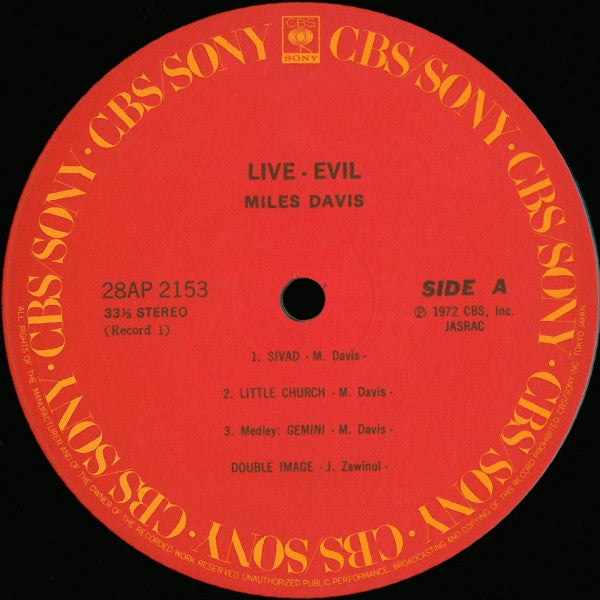 CBS
SONY
CBS/SONY · CBS/SONY · CBS/SONY · CBS/SONY · CBS/SONY · CBS/SONY · CBS/SONY · CBS/SONY
LIVE - EVIL
MILES DAVIS
28AP 2153
33⅓ STEREO
(Record 1)
SIDE A
℗ 1972 CBS, Inc.
JASRAC
1. SIVAD - M. Davis -
2. LITTLE CHURCH - M. Davis -
3. Medley: GEMINI - M. Davis -
DOUBLE IMAGE - J. Zawinul -
ALL RIGHTS OF THE MANUFACTURER AND OF THE OWNER OF THE RECORDED WORK RESERVED. UNAUTHORIZED PUBLIC PERFORMANCE, BROADCASTING AND COPYING OF THIS RECORD PROHIBITED. CBS/SONY INC. TOKYO JAPAN.